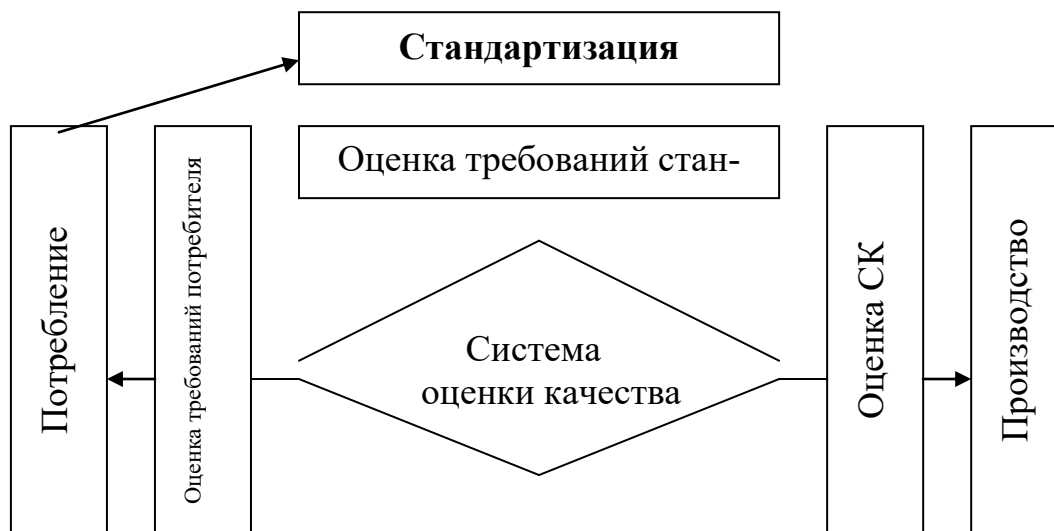 Стандартизация
Оценка требований стан-
Потребление
Оценка требований потребителя
Система
оценки качества
Оценка СК
Производство